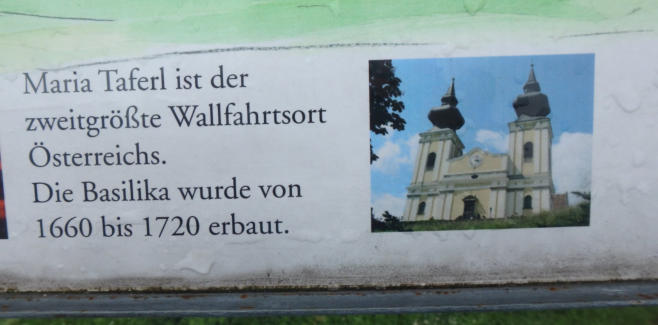 Maria Taferl ist der
zweitgrößte Wallfahrtsort
Österreichs.
Die Basilika wurde von
1660 bis 1720 erbaut.